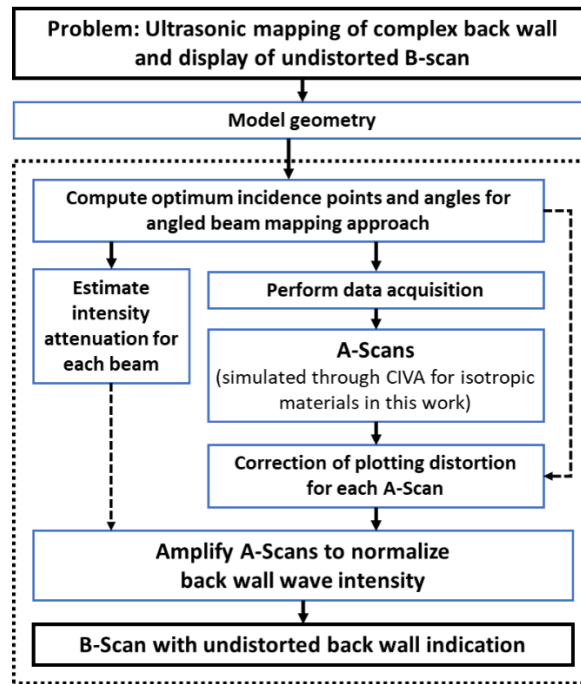 Problem: Ultrasonic mapping of complex back wall
and display of undistorted B-scan
Model geometry
Compute optimum incidence points and angles for
angled beam mapping approach
Estimate
intensity
attenuation for
each beam
Perform data acquisition
A-Scans
(simulated through CIVA for isotropic
materials in this work)
Correction of plotting distortion
for each A-Scan
Amplify A-Scans to normalize
back wall wave intensity
B-Scan with undistorted back wall indication